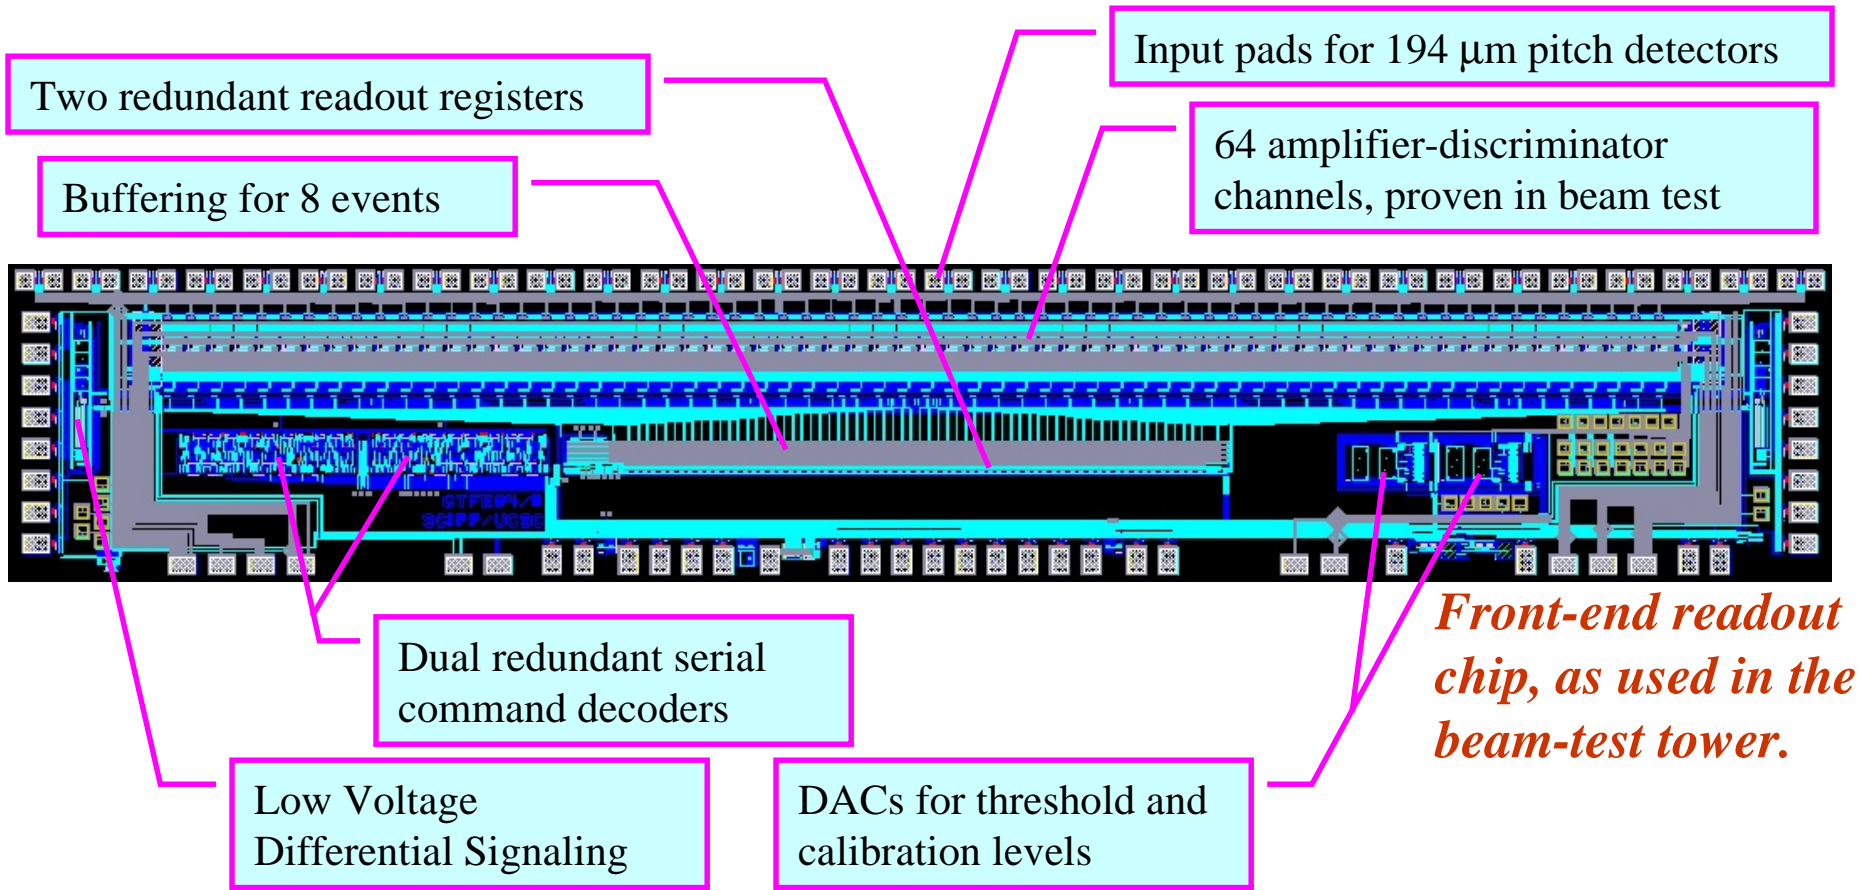 Input pads for 194 μm pitch detectors
Two redundant readout registers
64 amplifier-discriminator
channels, proven in beam test
Buffering for 8 events
Dual redundant serial
command decoders
Front-end readout
chip, as used in the
beam-test tower.
Low Voltage
Differential Signaling
DACs for threshold and
calibration levels